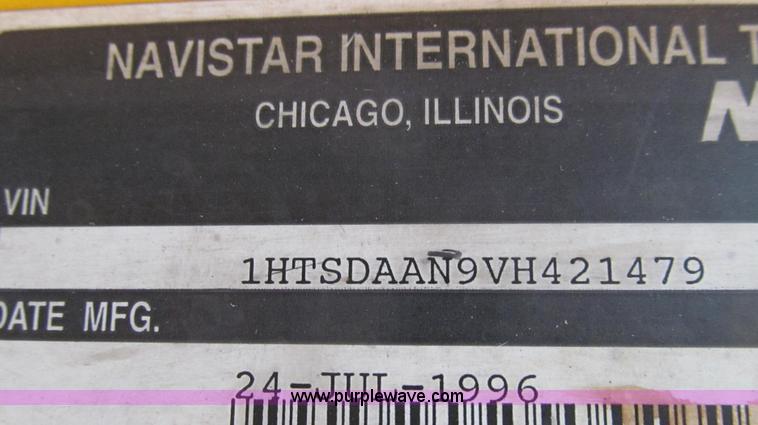 NAVISTAR INTERNATIONAL
CHICAGO, ILLINOIS
VIN
1HTSDAAN9VH421479
DATE MFG.
24-JUL-1996
www.purplewave.com